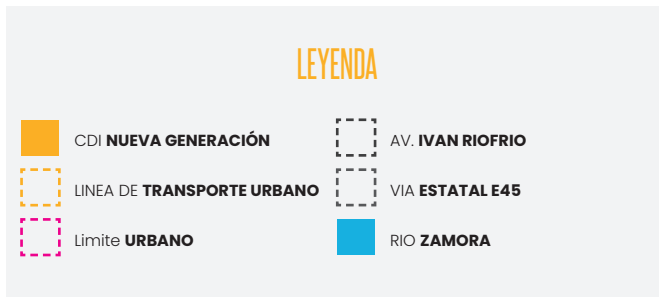 LEYENDA
CDI NUEVA GENERACIÓN
LINEA DE TRANSPORTE URBANO
Limite URBANO
AV. IVAN RIOFRIO
VIA ESTATAL E45
RIO ZAMORA